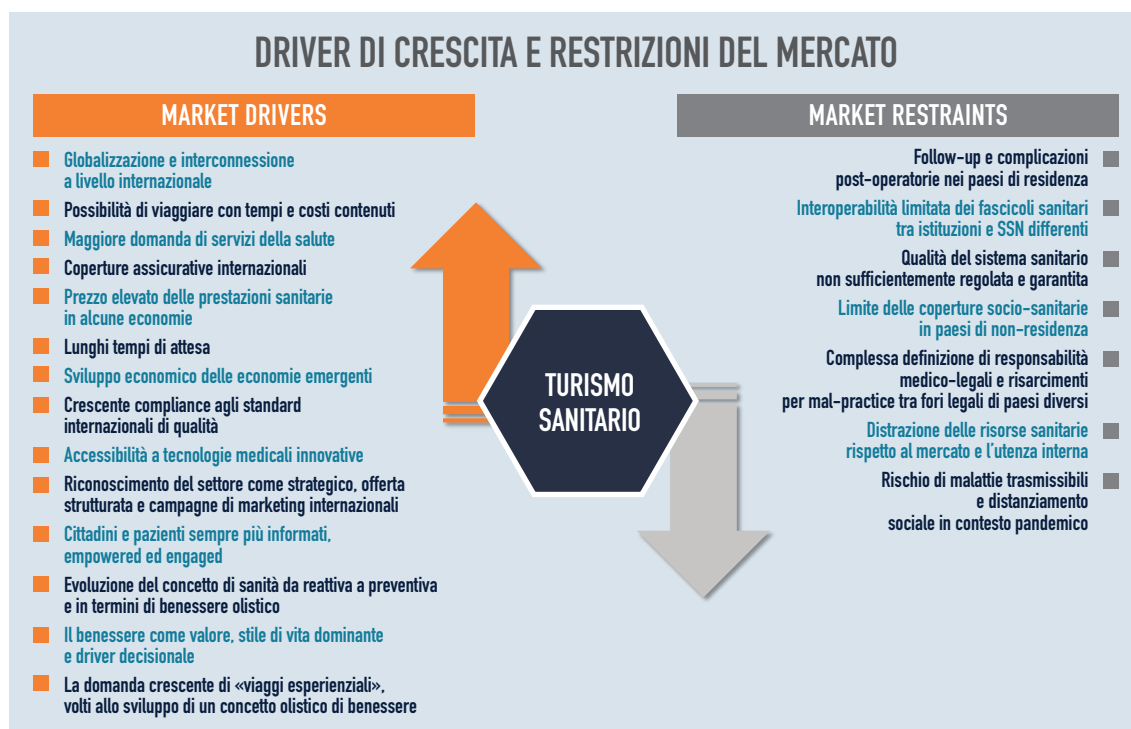 DRIVER DI CRESCITA E RESTRIZIONI DEL MERCATO
MARKET DRIVERS
Globalizzazione e interconnessione
a livello internazionale
Possibilità di viaggiare con tempi e costi contenuti
Maggiore domanda di servizi della salute
Coperture assicurative internazionali
Prezzo elevato delle prestazioni sanitarie
in alcune economie
Lunghi tempi di attesa
Sviluppo economico delle economie emergenti
Crescente compliance agli standard
internazionali di qualità
Accessibilità a tecnologie medicali innovative
Riconoscimento del settore come strategico, offerta
strutturata e campagne di marketing internazionali
Cittadini e pazienti sempre più informati,
empowered ed engaged
Evoluzione del concetto di sanità da reattiva a preventiva
e in termini di benessere olistico
Il benessere come valore, stile di vita dominante
e driver decisionale
La domanda crescente di «viaggi esperienziali»,
volti allo sviluppo di un concetto olistico di benessere
TURISMO
SANITARIO
MARKET RESTRAINTS
Follow-up e complicazioni
post-operatorie nei paesi di residenza
Interoperabilità limitata dei fascicoli sanitari
tra istituzioni e SSN differenti
Qualità del sistema sanitario
non sufficientemente regolata e garantita
Limite delle coperture socio-sanitarie
in paesi di non-residenza
Complessa definizione di responsabilità
medico-legali e risarcimenti
per mal-practice tra fori legali di paesi diversi
Distrazione delle risorse sanitarie
rispetto al mercato e l'utenza interna
Rischio di malattie trasmissibili
e distanziamento
sociale in contesto pandemico